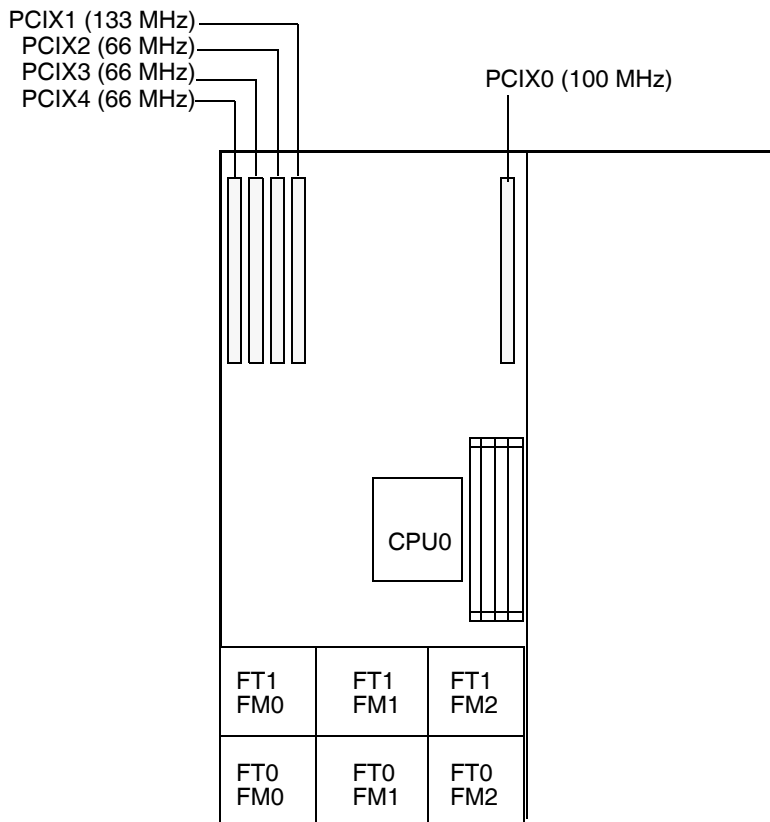 PCIX1 (133 MHz)
PCIX2 (66 MHz)
PCIX3 (66 MHz)
PCIX4 (66 MHz)
PCIX0 (100 MHz)
CPU0
FT1
FM0
FT1
FM1
FT1
FM2
FT0
FM0
FT0
FM1
FT0
FM2